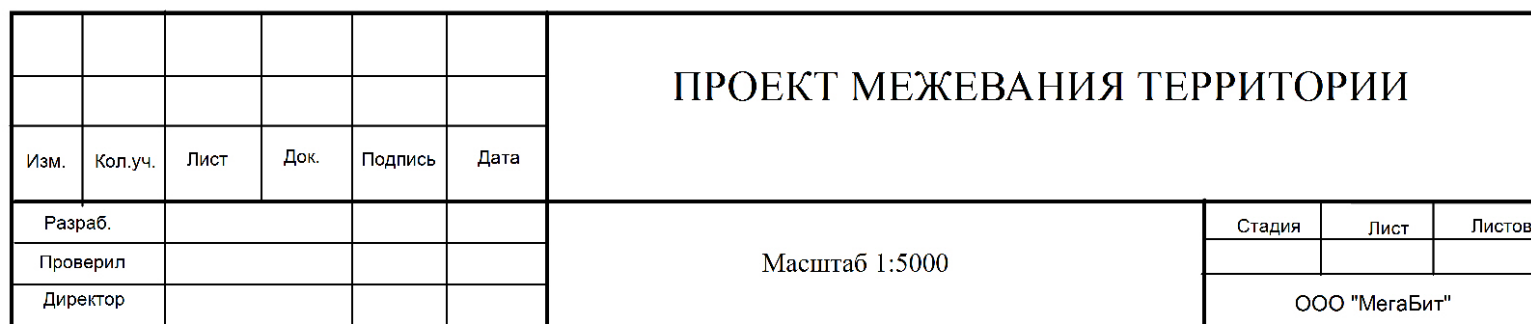 ПРОЕКТ МЕЖЕВАНИЯ ТЕРРИТОРИИ
Изм. Кол.уч. Лист Док. Подпись Дата
Разраб.
Проверил
Директор
Масштаб 1:5000
Стадия Лист Листов
ООО "МегаБит"